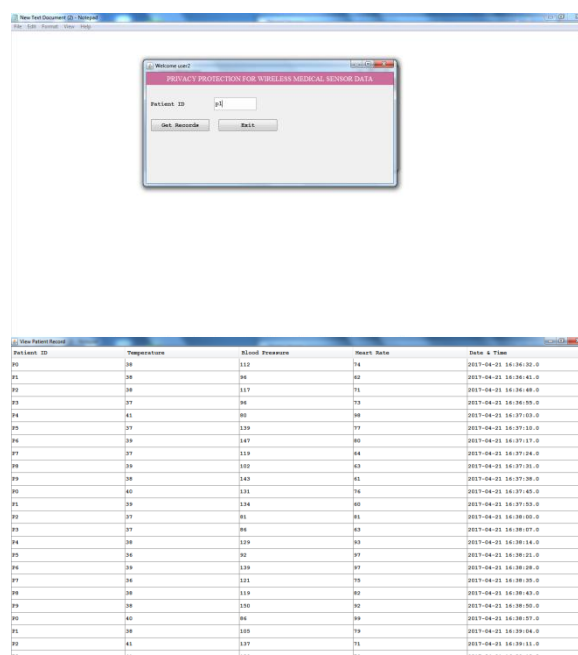 New Text Document (2) - Notepad
File Edit Format View Help
Welcome user2
PRIVACY PROTECTION FOR WIRELESS MEDICAL SENSOR DATA
Patient ID p1
Get Records Exit
View Patient Record
Patient ID Temperature Blood Pressure Heart Rate Date & Time
P0 38 112 74 2017-04-21 16:36:32.0
P1 38 96 62 2017-04-21 16:36:41.0
P2 38 117 71 2017-04-21 16:36:48.0
P3 37 96 73 2017-04-21 16:36:55.0
P4 41 80 98 2017-04-21 16:37:03.0
P5 37 139 77 2017-04-21 16:37:10.0
P6 39 147 80 2017-04-21 16:37:17.0
P7 37 119 64 2017-04-21 16:37:24.0
P8 39 102 63 2017-04-21 16:37:31.0
P9 38 143 61 2017-04-21 16:37:38.0
P0 40 131 76 2017-04-21 16:37:45.0
P1 39 134 60 2017-04-21 16:37:53.0
P2 37 81 81 2017-04-21 16:38:00.0
P3 37 86 63 2017-04-21 16:38:07.0
P4 38 129 93 2017-04-21 16:38:14.0
P5 36 92 97 2017-04-21 16:38:21.0
P6 39 139 97 2017-04-21 16:38:28.0
P7 36 121 75 2017-04-21 16:38:35.0
P8 38 119 82 2017-04-21 16:38:43.0
P9 38 150 92 2017-04-21 16:38:50.0
P0 40 86 99 2017-04-21 16:38:57.0
P1 38 105 79 2017-04-21 16:39:04.0
P2 41 137 71 2017-04-21 16:39:11.0